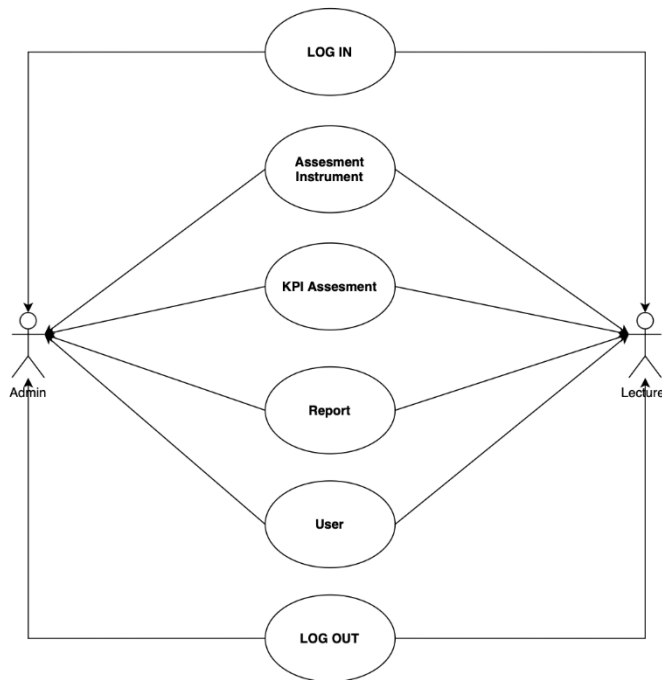 LOG IN
Assesment
Instrument
KPI Assesment
Admin
Lecture
Report
User
LOG OUT